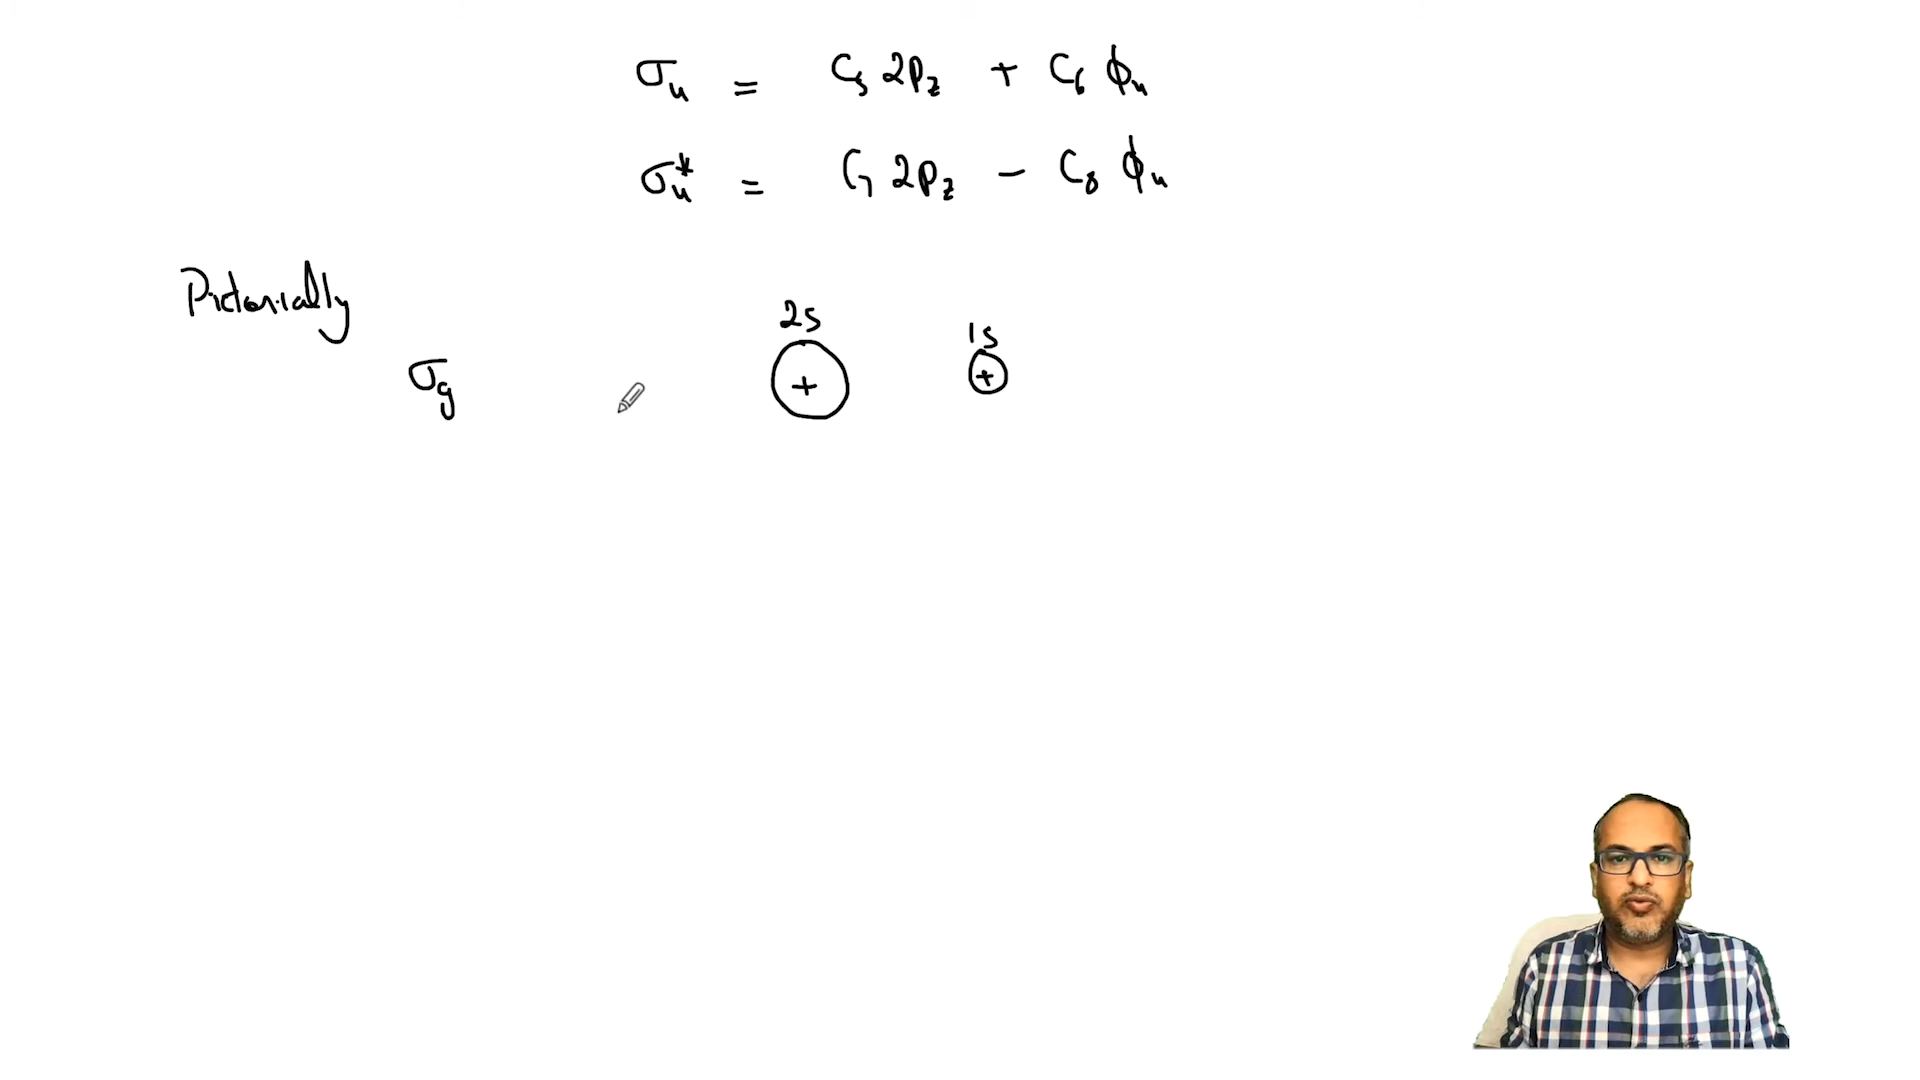 σu = C5 2pz + C6 ϕu
σu* = C7 2pz − C8 ϕu
Pictorially
2s 1s
σg + +